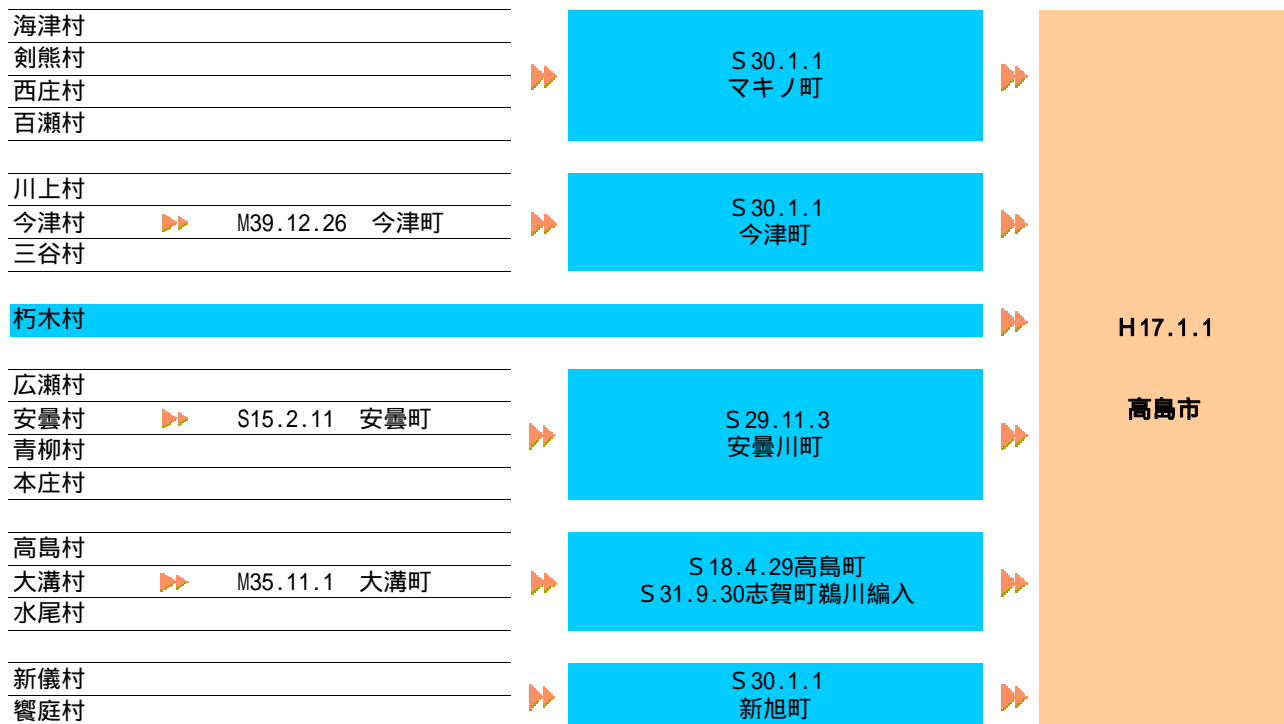 海津村
剣熊村
西庄村
百瀬村
S30.1.1
マキノ町
川上村
今津村 M39.12.26 今津町
三谷村
S30.1.1
今津町
朽木村
広瀬村
安曇村 S15.2.11 安曇町
青柳村
本庄村
S29.11.3
安曇川町
高島村
大溝村 M35.11.1 大溝町
水尾村
S18.4.29高島町
S31.9.30志賀町鵜川編入
新儀村
饗庭村
S30.1.1
新旭町
H17.1.1
高島市